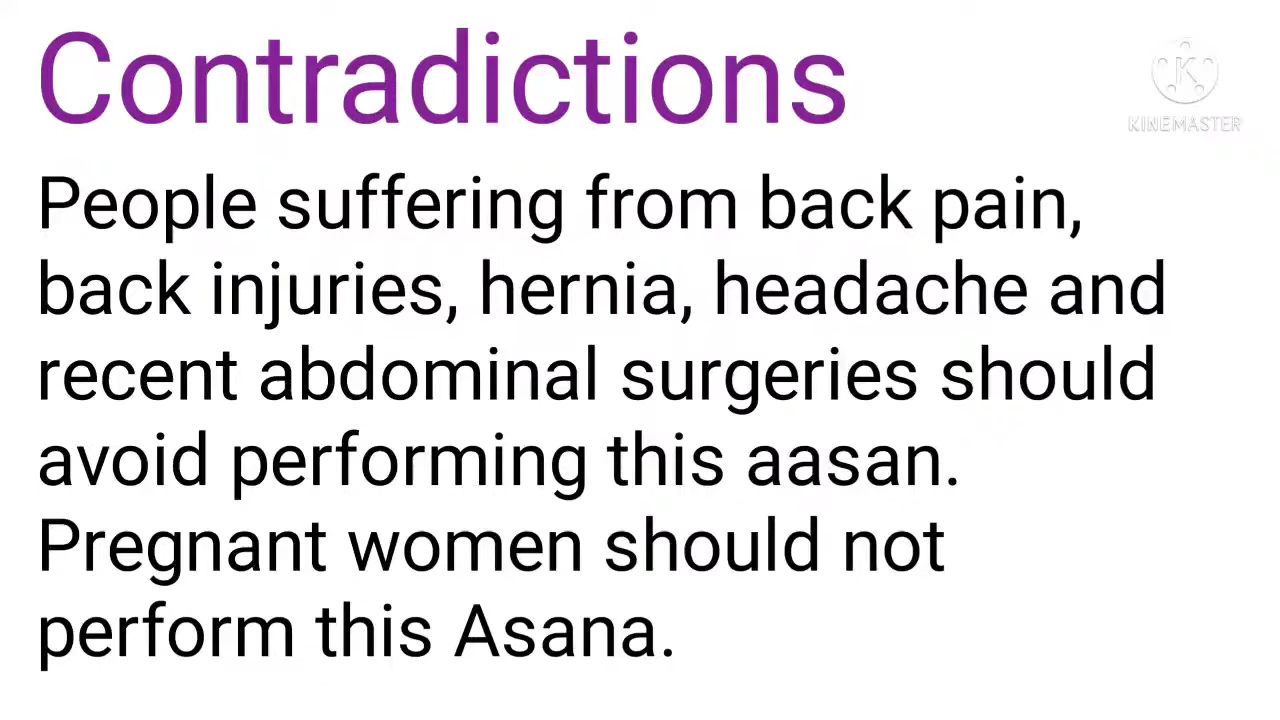 Contradictions
K
KINEMASTER
People suffering from back pain,
back injuries, hernia, headache and
recent abdominal surgeries should
avoid performing this aasan.
Pregnant women should not
perform this Asana.